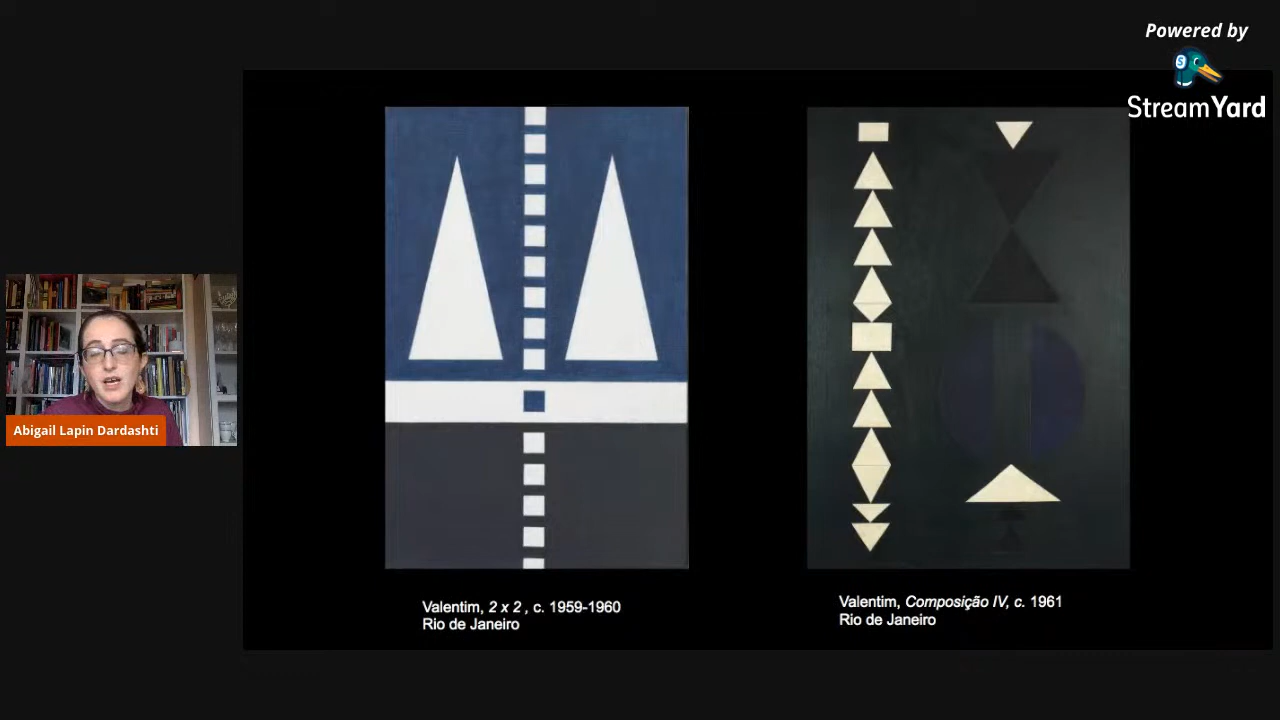 Powered by
StreamYard
Abigail Lapin Dardashti
Valentim, 2 x 2 , c. 1959-1960
Rio de Janeiro
Valentim, Composição IV, c. 1961
Rio de Janeiro